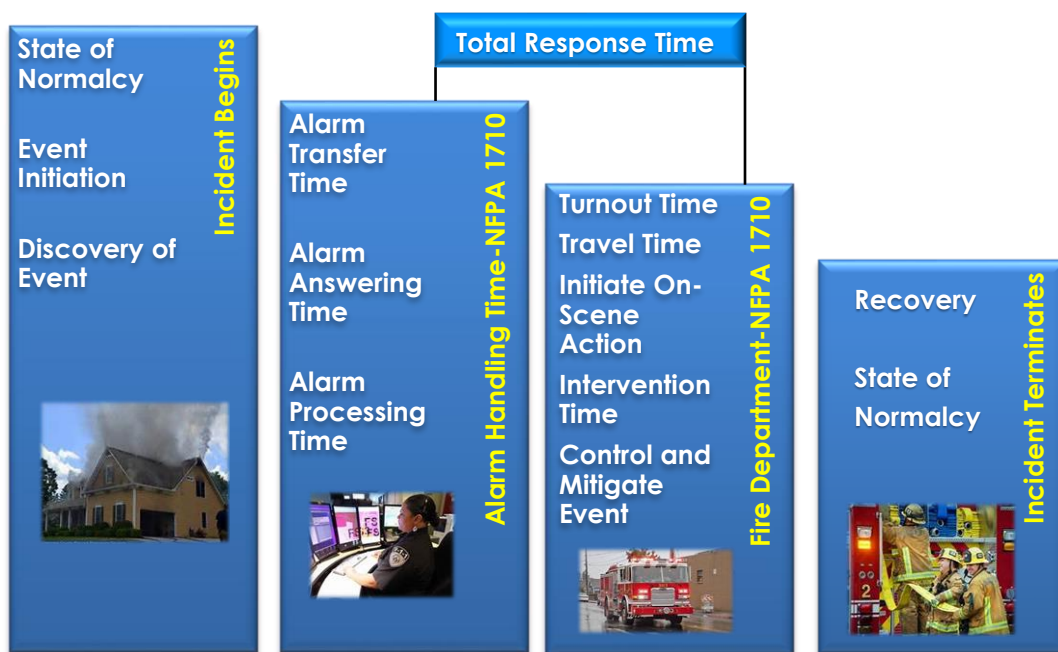 Total Response Time
State of
Normalcy
Event
Initiation
Discovery of
Event
Incident Begins
Alarm
Transfer
Time
Alarm
Answering
Time
Alarm
Processing
Time
Alarm Handling Time-NFPA 1710
Turnout Time
Travel Time
Initiate On-
Scene
Action
Intervention
Time
Control and
Mitigate
Event
Fire Department-NFPA 1710
Recovery
State of
Normalcy
Incident Terminates
2